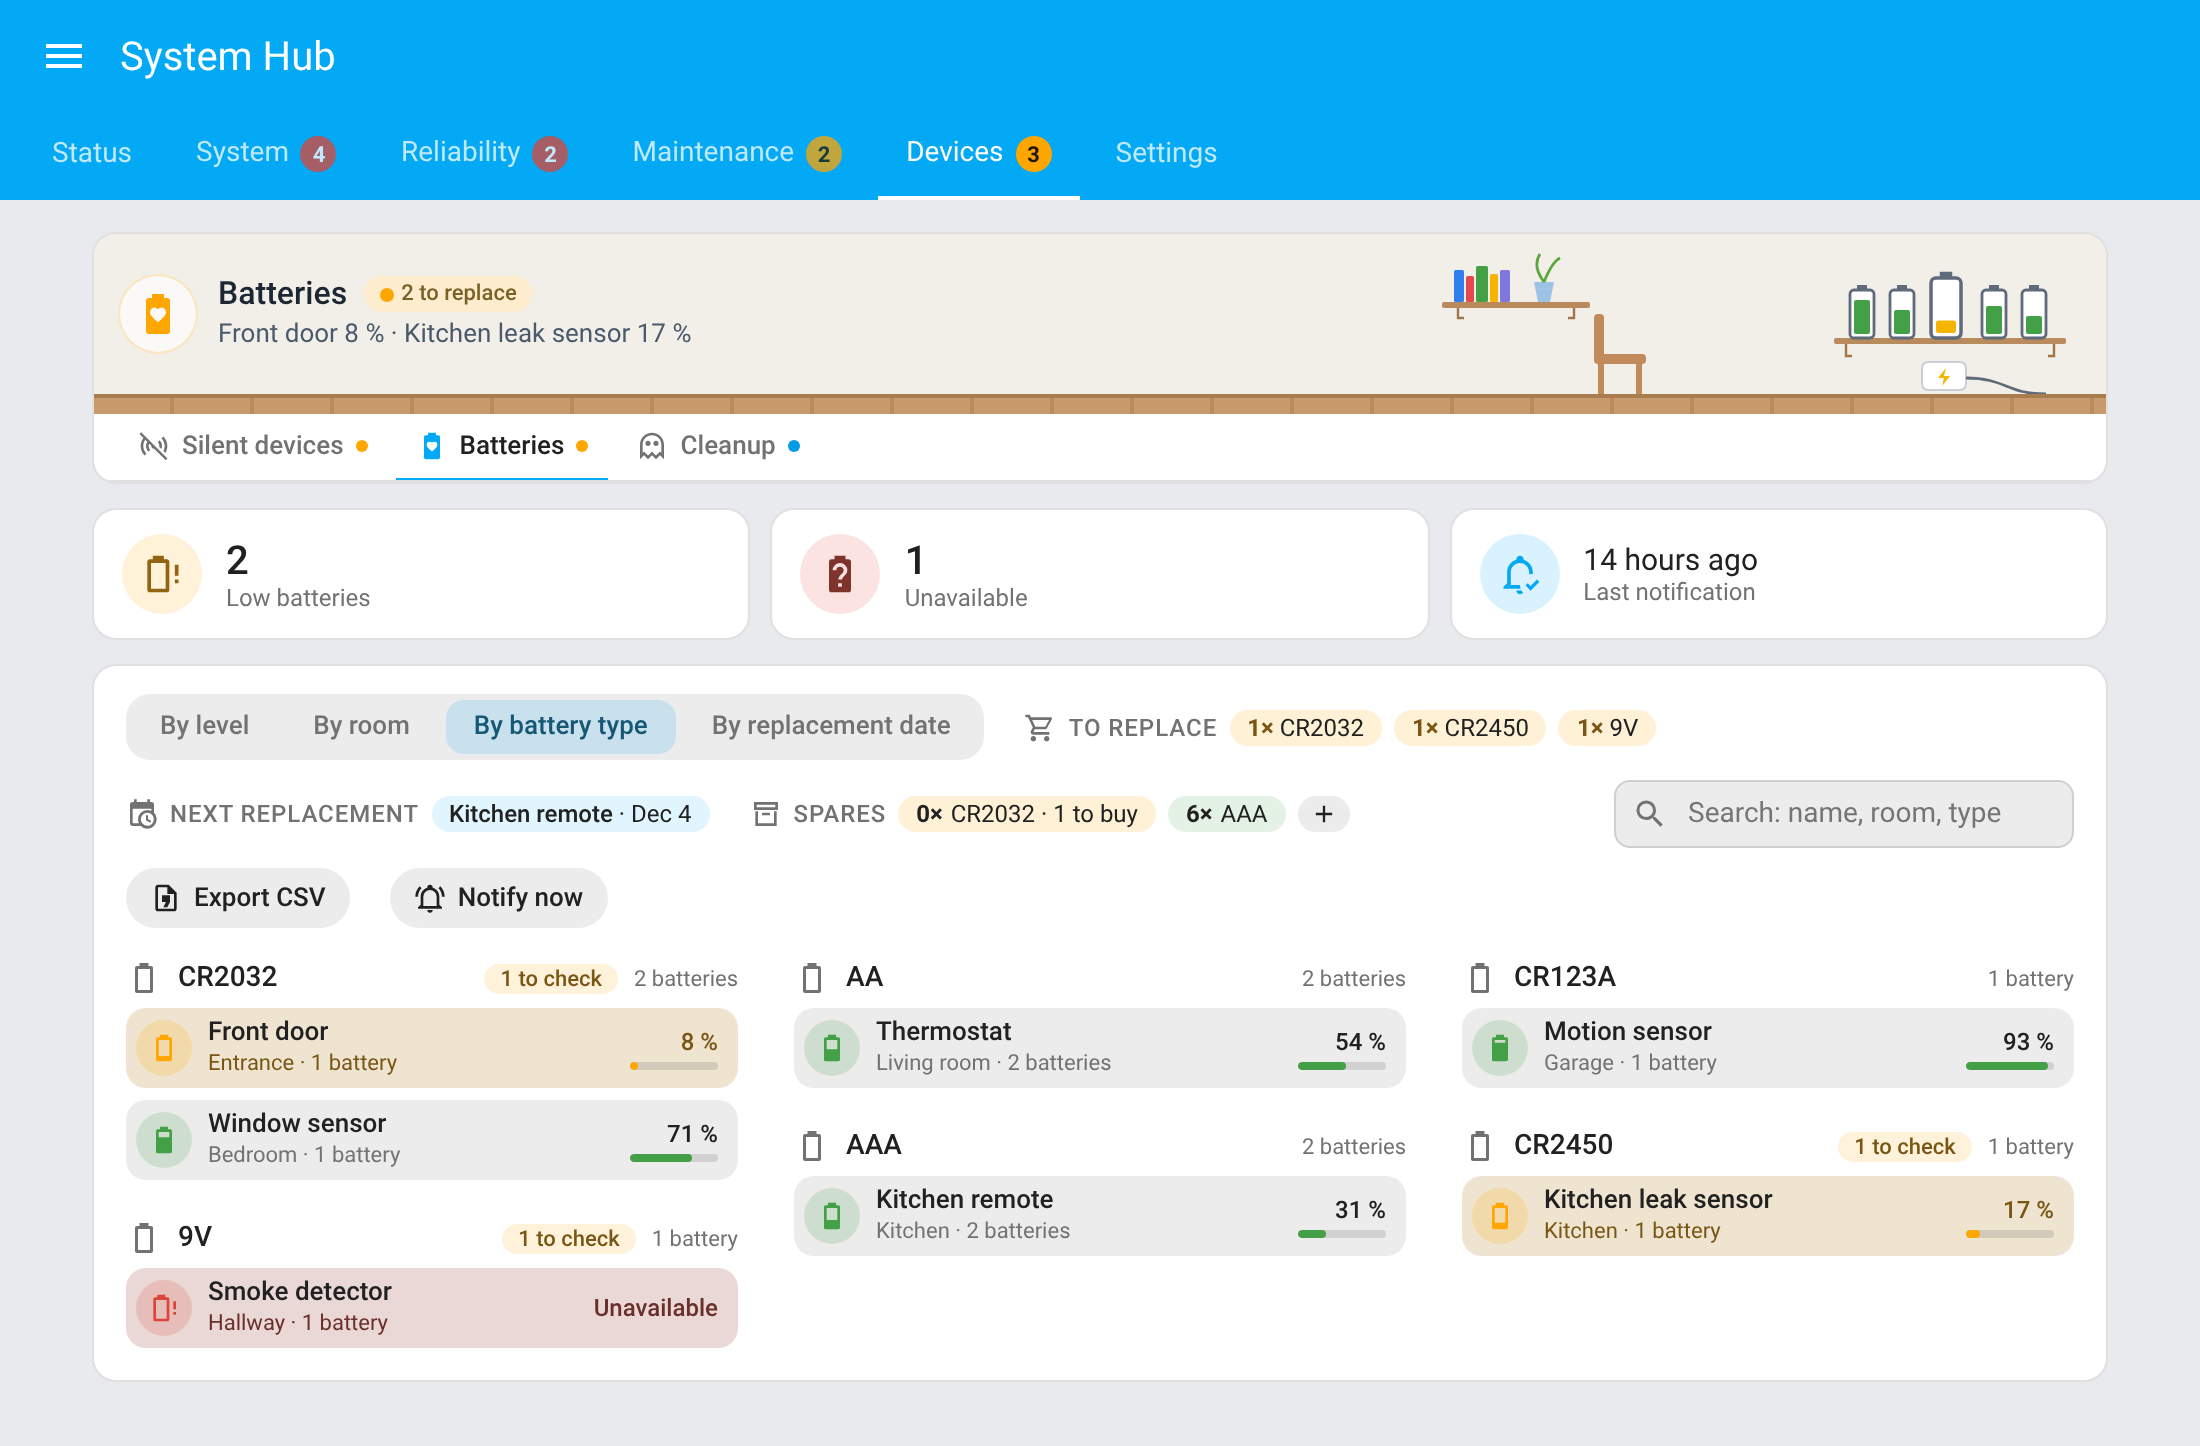 System Hub
Status
System 4
Reliability 2
Maintenance 2
Devices 3
Settings
Batteries
2 to replace
Front door 8 % · Kitchen leak sensor 17 %
Silent devices
Batteries
Cleanup
2
Low batteries
1
Unavailable
14 hours ago
Last notification
By level
By room
By battery type
By replacement date
TO REPLACE
1× CR2032
1× CR2450
1× 9V
NEXT REPLACEMENT
Kitchen remote · Dec 4
SPARES
0× CR2032 · 1 to buy
6× AAA
+
Search: name, room, type
Export CSV
Notify now
CR2032
1 to check
2 batteries
Front door
Entrance · 1 battery
8 %
Window sensor
Bedroom · 1 battery
71 %
9V
1 to check
1 battery
Smoke detector
Hallway · 1 battery
Unavailable
AA
2 batteries
Thermostat
Living room · 2 batteries
54 %
AAA
2 batteries
Kitchen remote
Kitchen · 2 batteries
31 %
CR123A
1 battery
Motion sensor
Garage · 1 battery
93 %
CR2450
1 to check
1 battery
Kitchen leak sensor
Kitchen · 1 battery
17 %